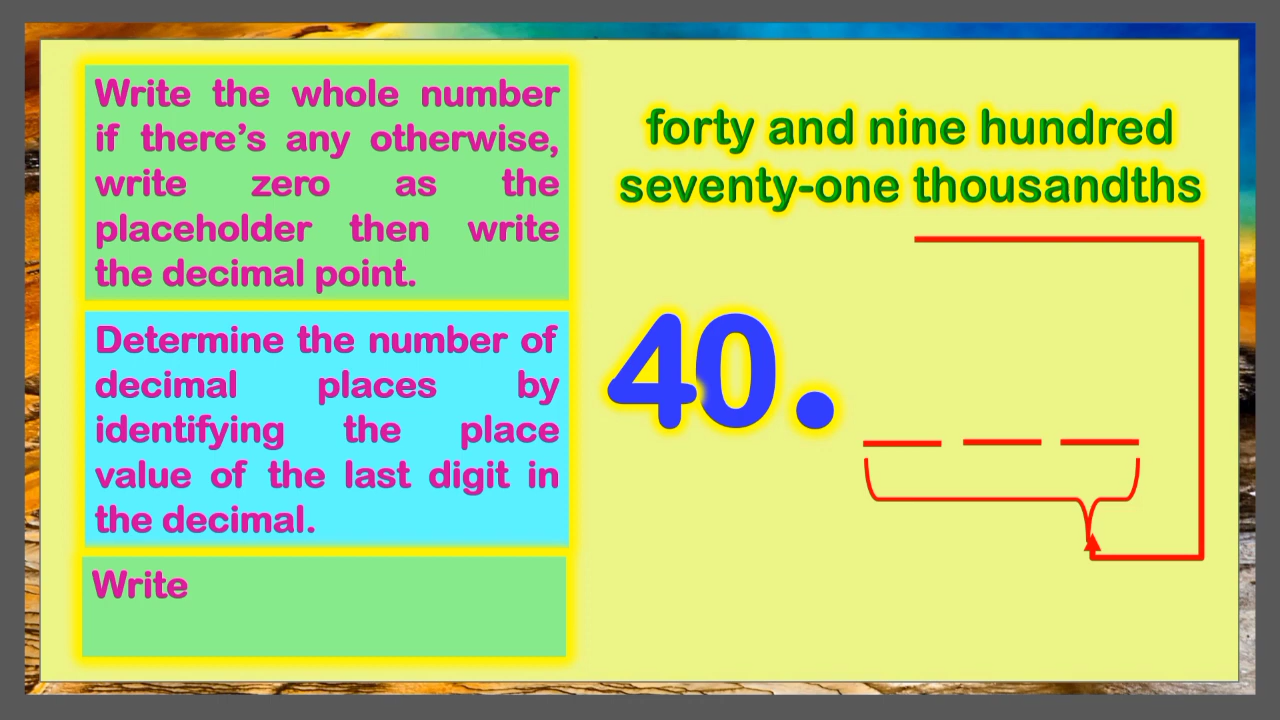 Write the whole number
if there's any otherwise,
write zero as the
placeholder then write
the decimal point.
Determine the number of
decimal places by
identifying the place
value of the last digit in
the decimal.
Write
forty and nine hundred
seventy-one thousandths
40.